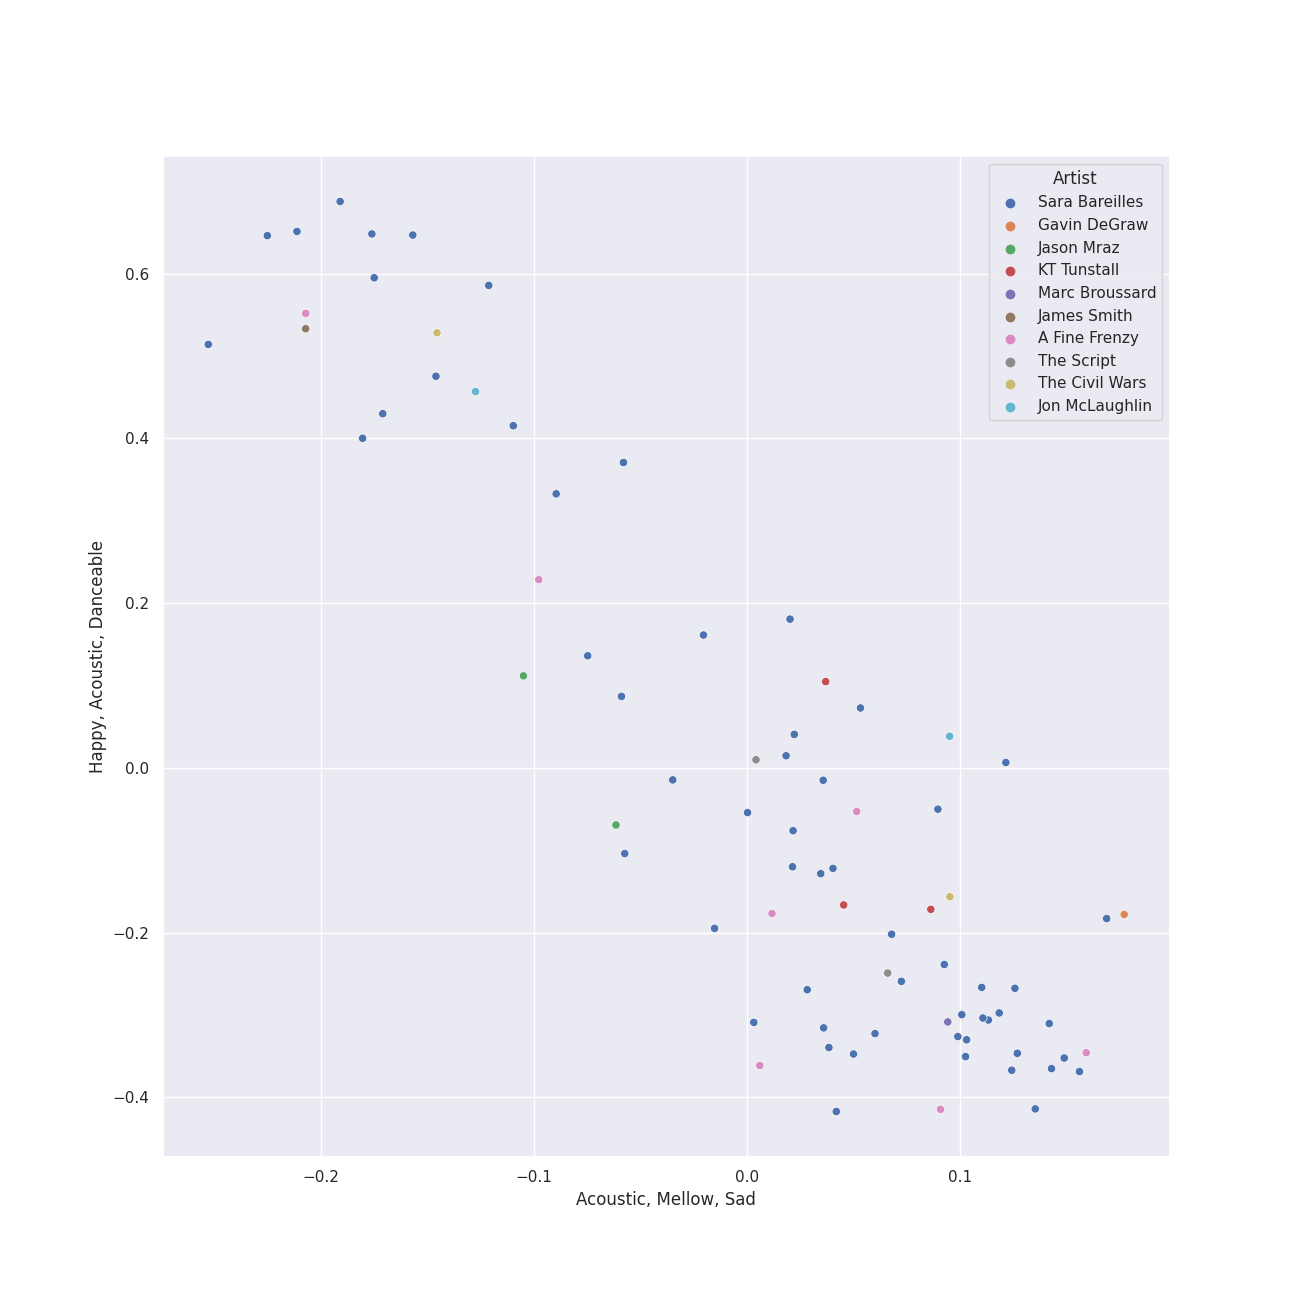 Artist
Sara Bareilles
Gavin DeGraw
Jason Mraz
KT Tunstall
Marc Broussard
James Smith
A Fine Frenzy
The Script
The Civil Wars
Jon McLaughlin
Happy, Acoustic, Danceable
0.6
0.4
0.2
0.0
−0.2
−0.4
−0.2
−0.1
0.0
0.1
Acoustic, Mellow, Sad